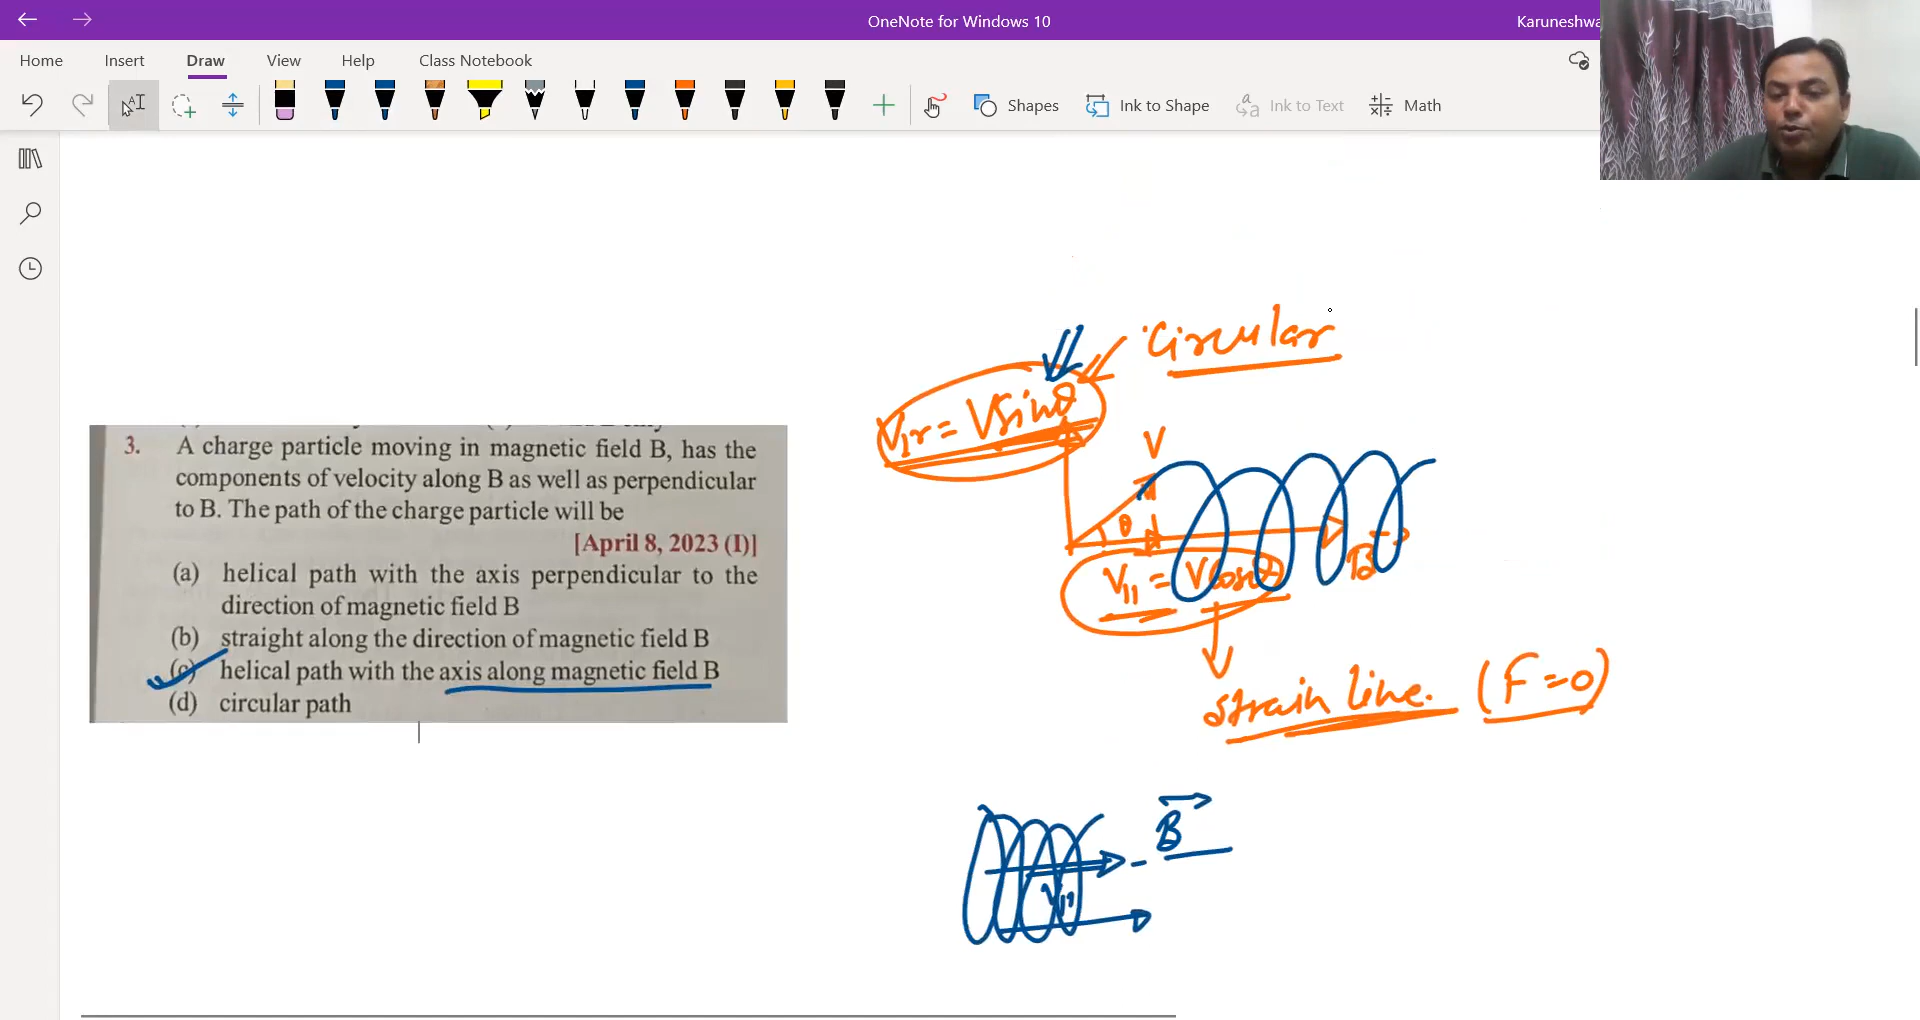 OneNote for Windows 10
Karuneshwa
Home Insert Draw View Help Class Notebook
Shapes Ink to Shape Ink to Text Math
Circular
V⊥r = V sin θ
V
θ
B
V∥ = V cos θ
strain line. (F = 0)
3. A charge particle moving in magnetic field B, has the
components of velocity along B as well as perpendicular
to B. The path of the charge particle will be
[April 8, 2023 (I)]
(a) helical path with the axis perpendicular to the
direction of magnetic field B
(b) straight along the direction of magnetic field B
(c) helical path with the axis along magnetic field B
(d) circular path
B
V∥